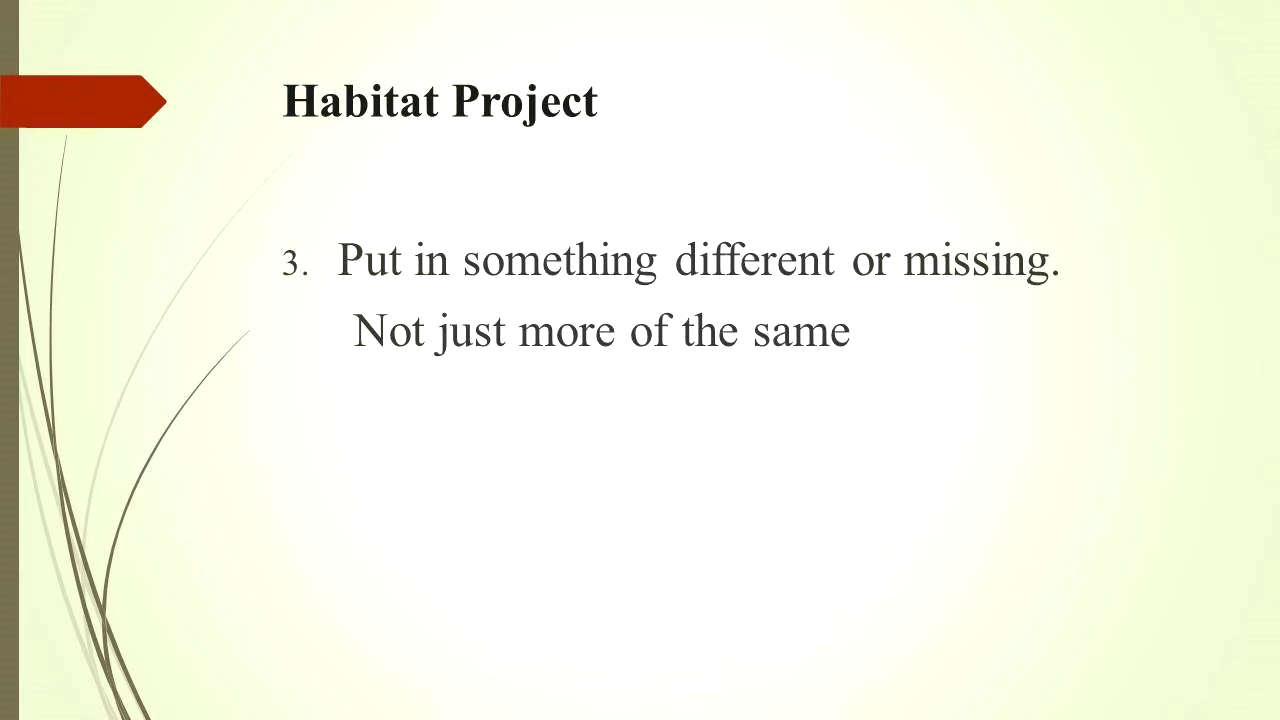 Habitat Project
3. Put in something different or missing.
Not just more of the same